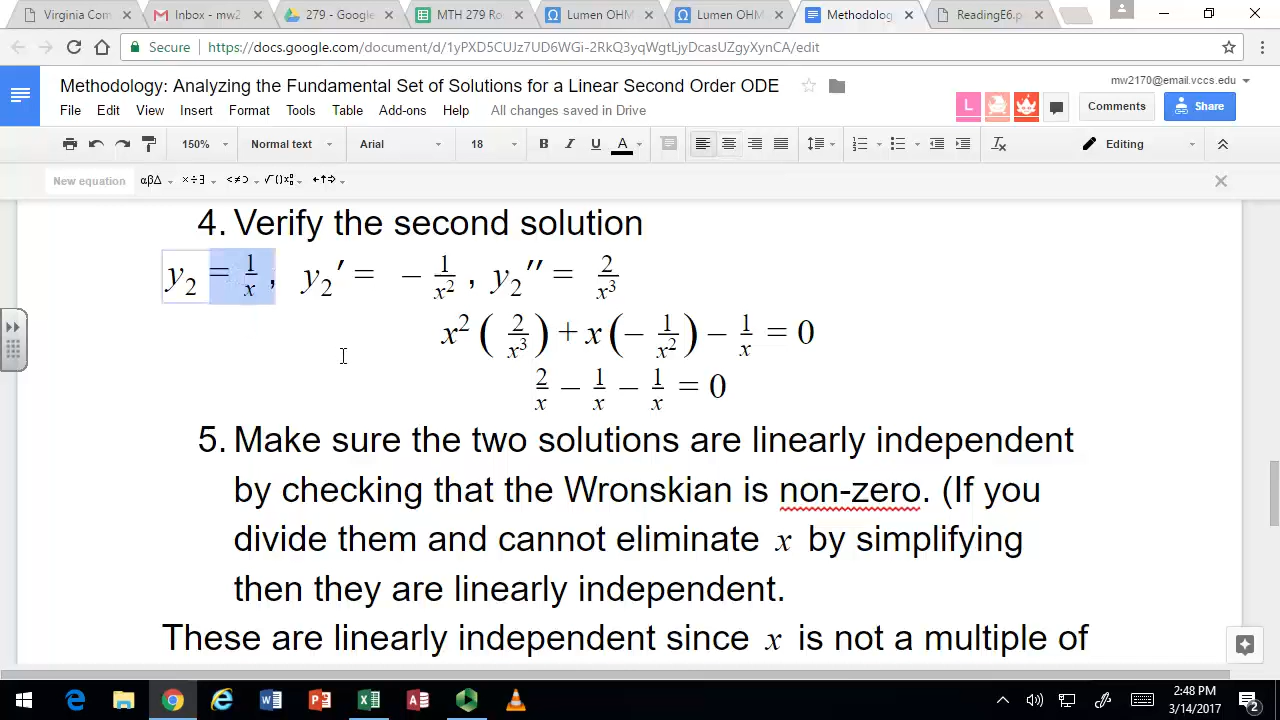 Virginia Com
Inbox - mw2
279 - Google
MTH 279 Ro
Lumen OHM
Lumen OHM
Methodolog
ReadingE6.p
Secure https://docs.google.com/document/d/1yPXD5CUJz7UD6WGi-2RkQ3yqWgtLjyDcasUZgyXynCA/edit
Methodology: Analyzing the Fundamental Set of Solutions for a Linear Second Order ODE
mw2170@email.vccs.edu
File Edit View Insert Format Tools Table Add-ons Help All changes saved in Drive
L Comments Share
150% Normal text Arial 18 B I U A Editing
New equation αβΔ ×÷∃ <≠⊃ √()
4. Verify the second solution
y₂ = 1/x, y₂′ = − 1/x², y₂″ = 2/x³
x² ( 2/x³ ) + x ( − 1/x² ) − 1/x = 0
2/x − 1/x − 1/x = 0
5. Make sure the two solutions are linearly independent
by checking that the Wronskian is non-zero. (If you
divide them and cannot eliminate x by simplifying
then they are linearly independent.
These are linearly independent since x is not a multiple of
2:48 PM
3/14/2017
2